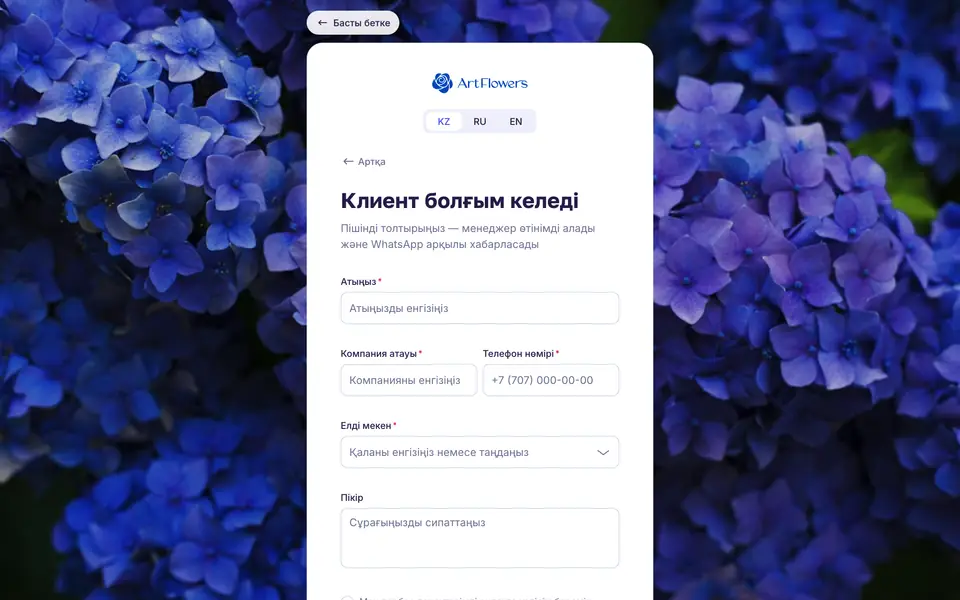 ← Басты бетке
ArtFlowers
KZ RU EN
← Артқа
Клиент болғым келеді
Пішінді толтырыңыз — менеджер өтінімді алады
және WhatsApp арқылы хабарласады
Атыңыз*
Атыңызды енгізіңіз
Компания атауы* Телефон нөмірі*
Компанияны енгізіңіз +7 (707) 000-00-00
Елді мекен*
Қаланы енгізіңіз немесе таңдаңыз
Пікір
Сұрағыңызды сипаттаңыз